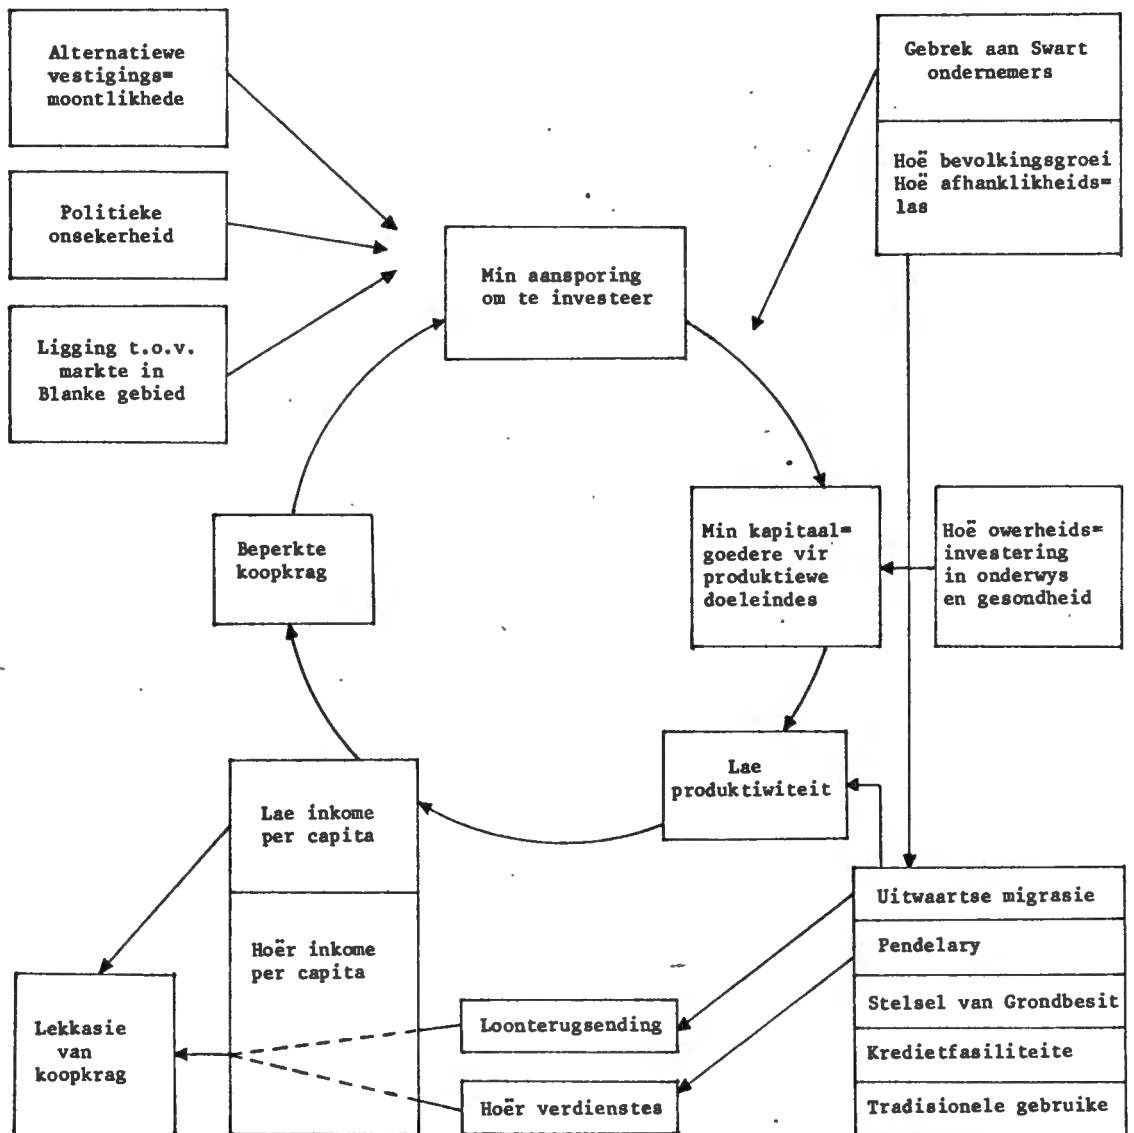 Alternatiewe
vestigings=
moontlikhede
Politieke
onsekerheid
Ligging t.o.v.
markte in
Blanke gebied
Gebrek aan Swart
ondernemers
Hoë bevolkingsgroei
Hoë afhanklikheids=
las
Min aansporing
om te investeer
Beperkte
koopkrag
Min kapitaal=
goedere vir
produktiewe
doeleindes
Hoë owerheids=
investering
in onderwys
en gesondheid
Lae
produktiwiteit
Lae inkome
per capita
Hoër inkome
per capita
Lekkasie
van
koopkrag
Loonterugsending
Hoër verdienstes
Uitwaartse migrasie
Pendelary
Stelsel van Grondbesit
Kredietfasiliteite
Tradisionele gebruike